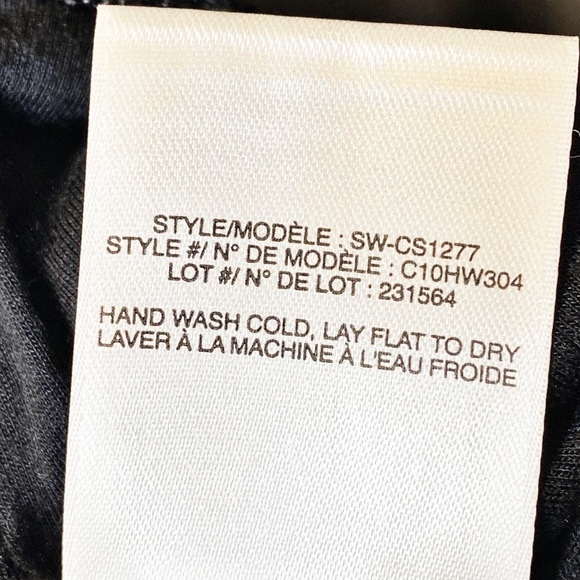 STYLE/MODÈLE : SW-CS1277
STYLE #/ N° DE MODÈLE : C10HW304
LOT #/ N° DE LOT : 231564
HAND WASH COLD, LAY FLAT TO DRY
LAVER À LA MACHINE À L'EAU FROIDE